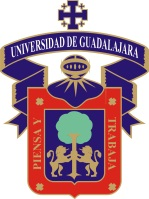 UNIVERSIDAD DE GUADALAJARA
PIENSA Y
TRABAJA